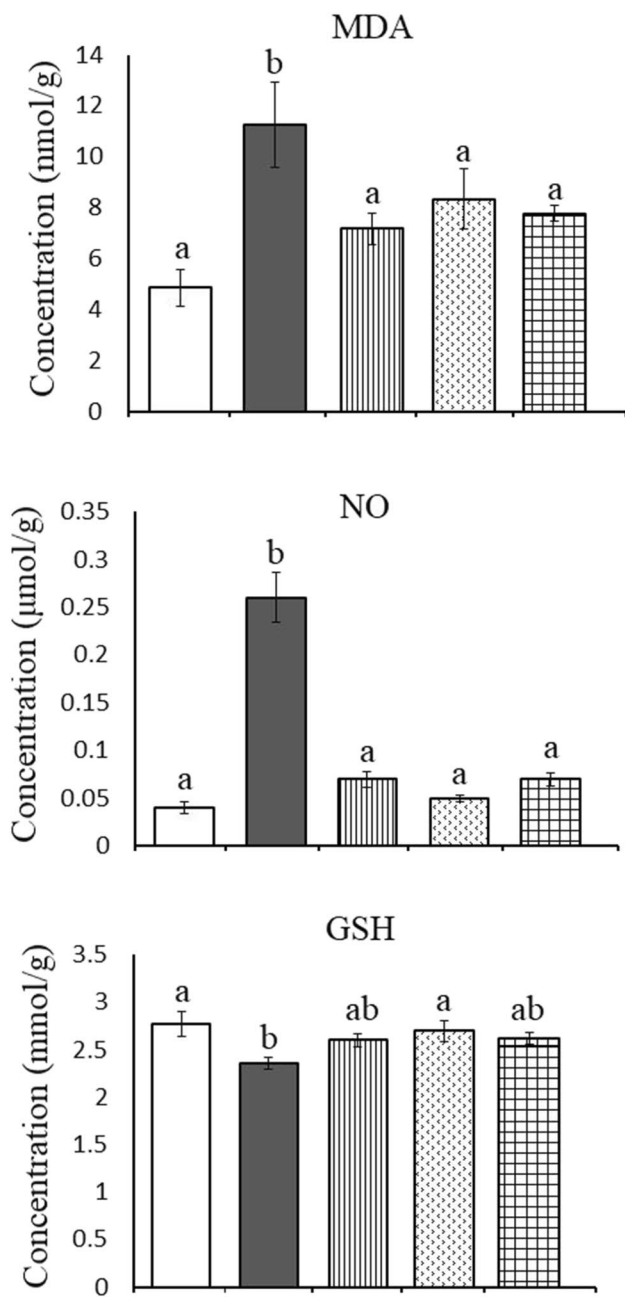 MDA
Concentration (nmol/g)
14
12
10
8
6
4
2
0
a
b
a
a
a
NO
Concentration (µmol/g)
0.35
0.3
0.25
0.2
0.15
0.1
0.05
0
a
b
a
a
a
GSH
Concentration (mmol/g)
3.5
3
2.5
2
1.5
1
0.5
0
a
b
ab
a
ab